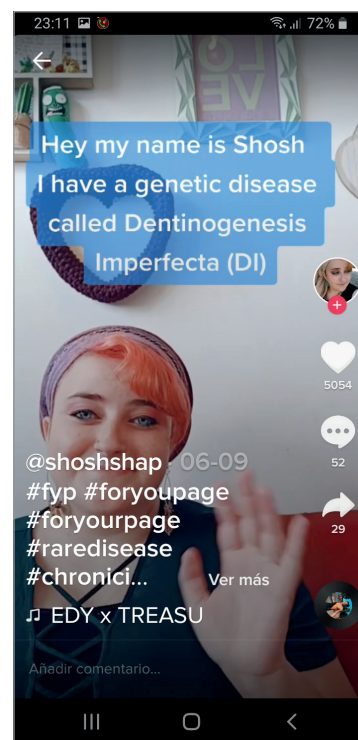 23:11
72%
LOVE
Hey my name is Shosh
I have a genetic disease
called Dentinogenesis
Imperfecta (DI)
5054
52
@shoshshap · 06-09
#fyp #foryoupage
#foryourpage
29
#raredisease
#chronici... Ver más
EDY x TREASU
Añadir comentario...